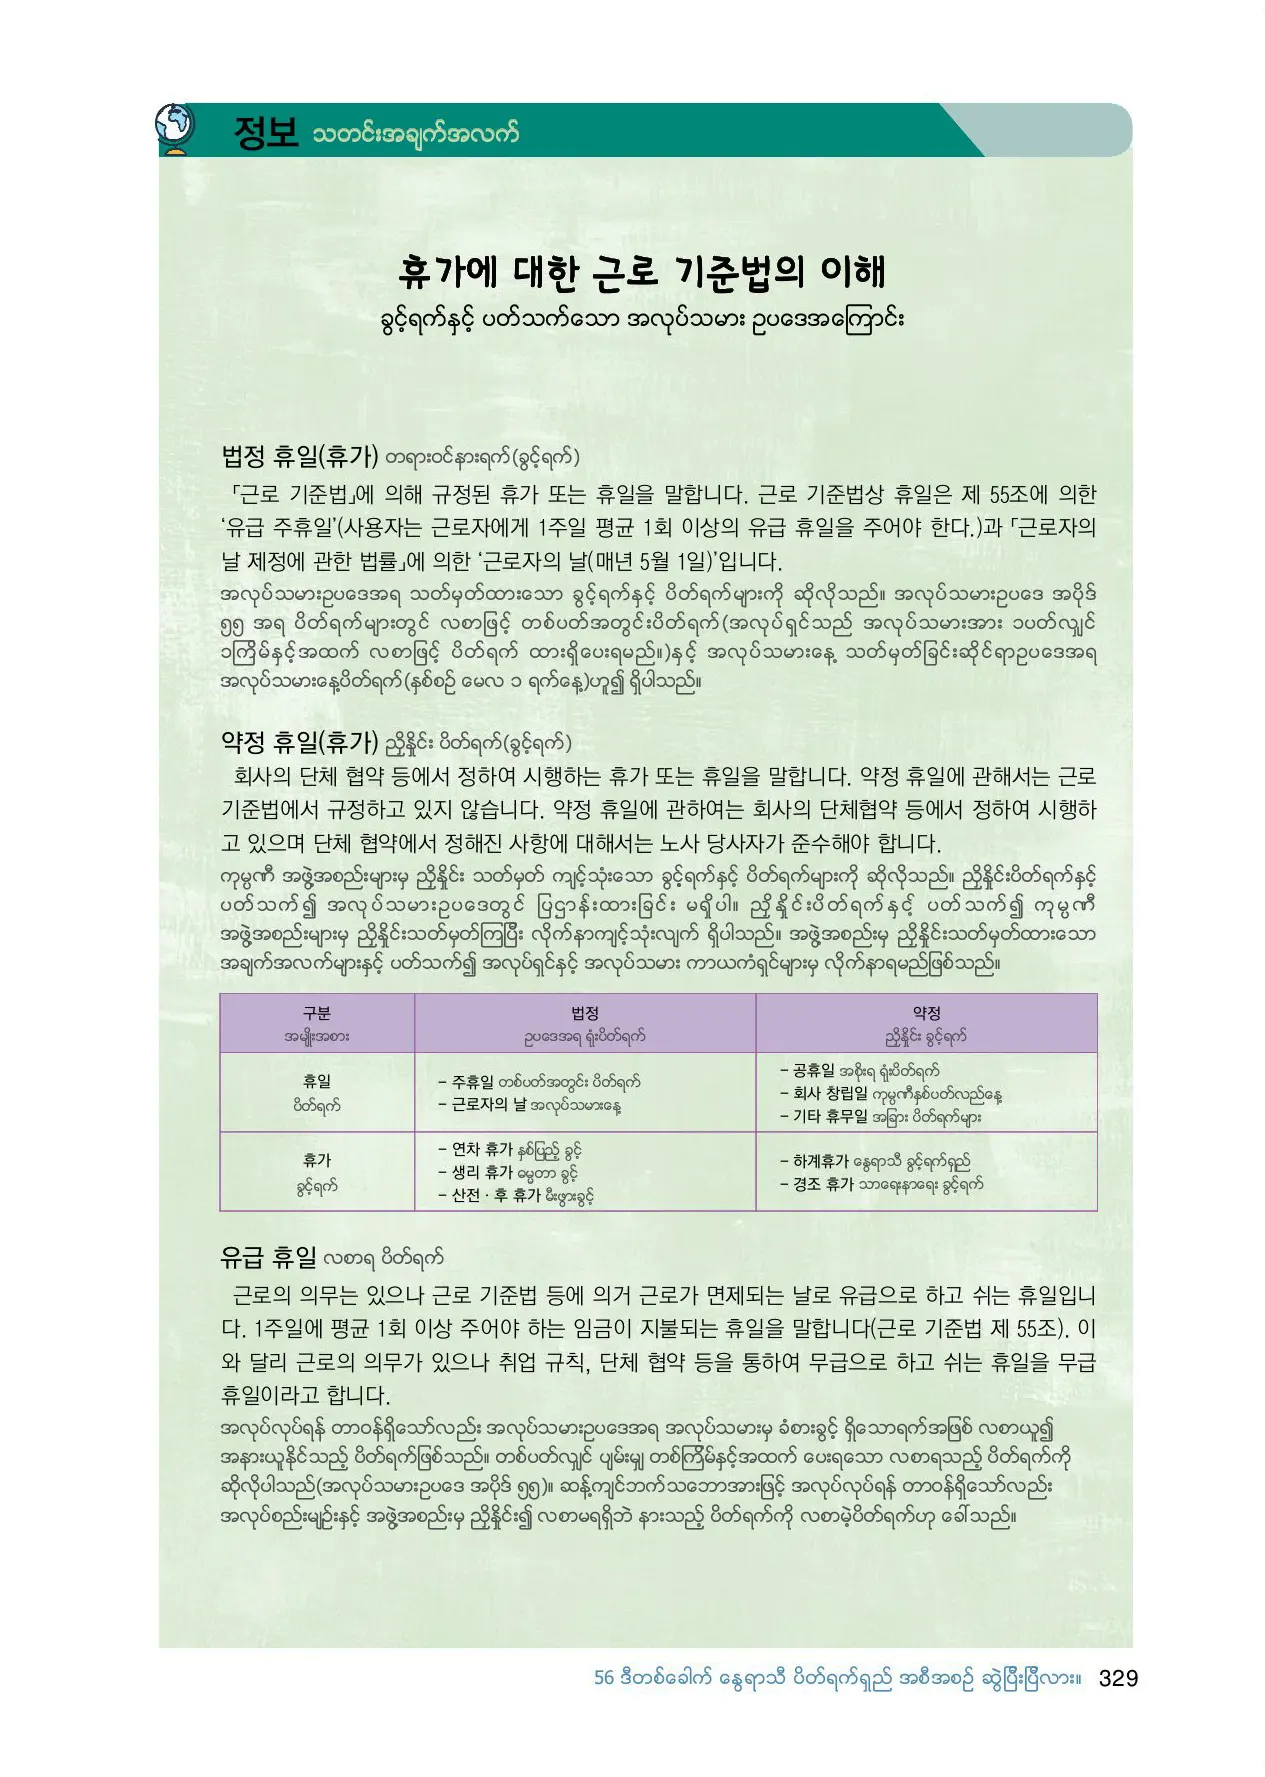 정보 သတင်းအချက်အလက်
휴가에 대한 근로 기준법의 이해
ခွင့်ရက်နှင့် ပတ်သက်သော အလုပ်သမား ဥပဒေအကြောင်း
법정 휴일(휴가) တရားဝင်နားရက်(ခွင့်ရက်)
「근로 기준법」에 의해 규정된 휴가 또는 휴일을 말합니다. 근로 기준법상 휴일은 제 55조에 의한
‘유급 주휴일’(사용자는 근로자에게 1주일 평균 1회 이상의 유급 휴일을 주어야 한다.)과 「근로자의
날 제정에 관한 법률」에 의한 ‘근로자의 날(매년 5월 1일)’입니다.
အလုပ်သမားဥပဒေအရ သတ်မှတ်ထားသော ခွင့်ရက်နှင့် ပိတ်ရက်များကို ဆိုလိုသည်။ အလုပ်သမားဥပဒေ အပိုဒ်
၅၅ အရ ပိတ်ရက်များတွင် လစာဖြင့် တစ်ပတ်အတွင်းပိတ်ရက်(အလုပ်ရှင်သည် အလုပ်သမားအား ၁ပတ်လျှင်
၁ကြိမ်နှင့်အထက် လစာဖြင့် ပိတ်ရက် ထားရှိပေးရမည်။)နှင့် အလုပ်သမားနေ့ သတ်မှတ်ခြင်းဆိုင်ရာဥပဒေအရ
အလုပ်သမားနေ့ပိတ်ရက်(နှစ်စဉ် မေလ ၁ ရက်နေ့)ဟူ၍ ရှိပါသည်။
약정 휴일(휴가) ညှိနှိုင်း ပိတ်ရက်(ခွင့်ရက်)
회사의 단체 협약 등에서 정하여 시행하는 휴가 또는 휴일을 말합니다. 약정 휴일에 관해서는 근로
기준법에서 규정하고 있지 않습니다. 약정 휴일에 관하여는 회사의 단체협약 등에서 정하여 시행하
고 있으며 단체 협약에서 정해진 사항에 대해서는 노사 당사자가 준수해야 합니다.
ကုမ္ပဏီ အဖွဲ့အစည်းများမှ ညှိနှိုင်း သတ်မှတ် ကျင့်သုံးသော ခွင့်ရက်နှင့် ပိတ်ရက်များကို ဆိုလိုသည်။ ညှိနှိုင်းပိတ်ရက်နှင့်
ပတ်သက်၍ အလုပ်သမားဥပဒေတွင် ပြဌာန်းထားခြင်း မရှိပါ။ ညှိနှိုင်းပိတ်ရက်နှင့် ပတ်သက်၍ ကုမ္ပဏီ
အဖွဲ့အစည်းများမှ ညှိနှိုင်းသတ်မှတ်ကြပြီး လိုက်နာကျင့်သုံးလျက် ရှိပါသည်။ အဖွဲ့အစည်းမှ ညှိနှိုင်းသတ်မှတ်ထားသော
အချက်အလက်များနှင့် ပတ်သက်၍ အလုပ်ရှင်နှင့် အလုပ်သမား ကာယကံရှင်များမှ လိုက်နာရမည်ဖြစ်သည်။
구분 법정 약정
အမျိုးအစား ဥပဒေအရ ရုံးပိတ်ရက် ညှိနှိုင်း ခွင့်ရက်
휴일
ပိတ်ရက်
– 주휴일 တစ်ပတ်အတွင်း ပိတ်ရက်
– 근로자의 날 အလုပ်သမားနေ့
– 공휴일 အစိုးရ ရုံးပိတ်ရက်
– 회사 창립일 ကုမ္ပဏီနှစ်ပတ်လည်နေ့
– 기타 휴무일 အခြား ပိတ်ရက်များ
휴가
ခွင့်ရက်
– 연차 휴가 နှစ်ပြည့် ခွင့်
– 생리 휴가 ဓမ္မတာ ခွင့်
– 산전 · 후 휴가 မီးဖွားခွင့်
– 하계휴가 နွေရာသီ ခွင့်ရက်ရှည်
– 경조 휴가 သာရေးနာရေး ခွင့်ရက်
유급 휴일 လစာရ ပိတ်ရက်
근로의 의무는 있으나 근로 기준법 등에 의거 근로가 면제되는 날로 유급으로 하고 쉬는 휴일입니
다. 1주일에 평균 1회 이상 주어야 하는 임금이 지불되는 휴일을 말합니다(근로 기준법 제 55조). 이
와 달리 근로의 의무가 있으나 취업 규칙, 단체 협약 등을 통하여 무급으로 하고 쉬는 휴일을 무급
휴일이라고 합니다.
အလုပ်လုပ်ရန် တာဝန်ရှိသော်လည်း အလုပ်သမားဥပဒေအရ အလုပ်သမားမှ ခံစားခွင့် ရှိသောရက်အဖြစ် လစာယူ၍
အနားယူနိုင်သည့် ပိတ်ရက်ဖြစ်သည်။ တစ်ပတ်လျှင် ပျမ်းမျှ တစ်ကြိမ်နှင့်အထက် ပေးရသော လစာရသည့် ပိတ်ရက်ကို
ဆိုလိုပါသည်(အလုပ်သမားဥပဒေ အပိုဒ် ၅၅)။ ဆန့်ကျင်ဘက်သဘောအားဖြင့် အလုပ်လုပ်ရန် တာဝန်ရှိသော်လည်း
အလုပ်စည်းမျဉ်းနှင့် အဖွဲ့အစည်းမှ ညှိနှိုင်း၍ လစာမရရှိဘဲ နားသည့် ပိတ်ရက်ကို လစာမဲ့ပိတ်ရက်ဟု ခေါ်သည်။
56 ဒီတစ်ခေါက် နွေရာသီ ပိတ်ရက်ရှည် အစီအစဉ် ဆွဲပြီးပြီလား။ 329